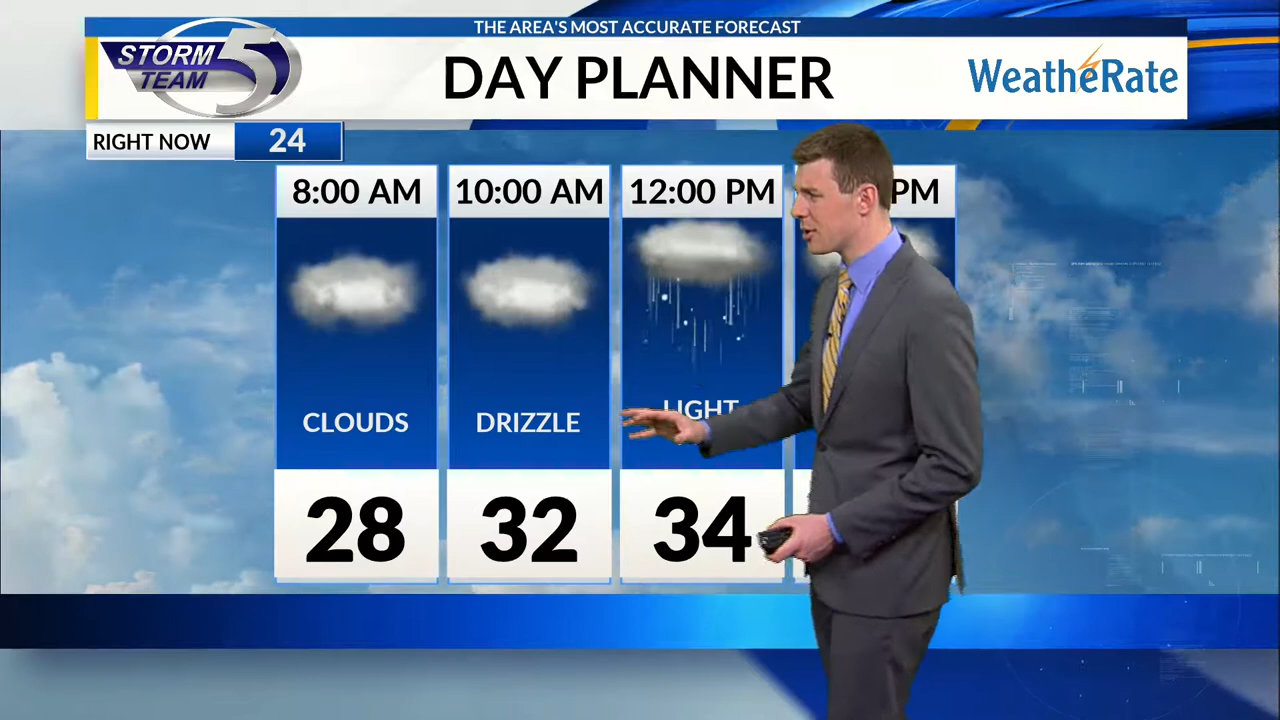 THE AREA'S MOST ACCURATE FORECAST
STORM TEAM 5
DAY PLANNER
WeatheRate
RIGHT NOW 24
8:00 AM 10:00 AM 12:00 PM PM
CLOUDS DRIZZLE LIGHT
28 32 34